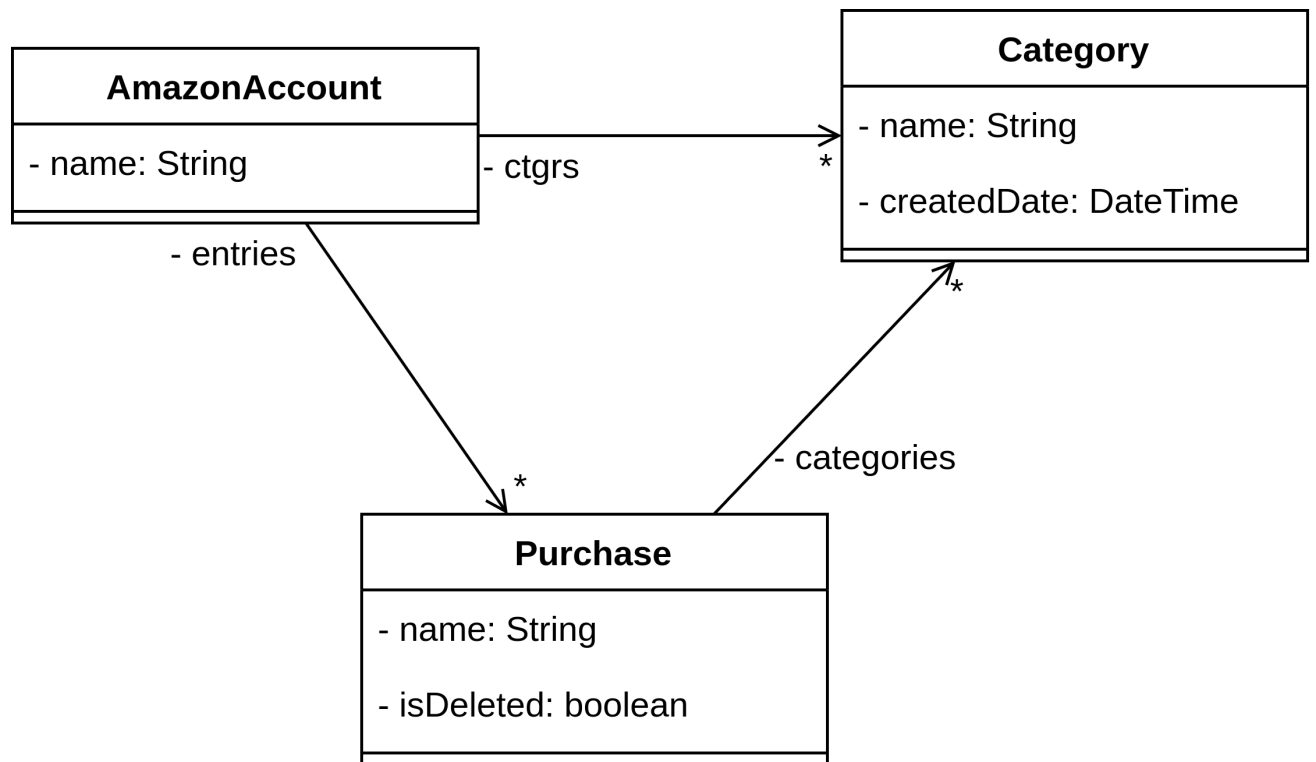 AmazonAccount
- name: String
- ctgrs
*
Category
- name: String
- createdDate: DateTime
- entries
*
*
- categories
Purchase
- name: String
- isDeleted: boolean